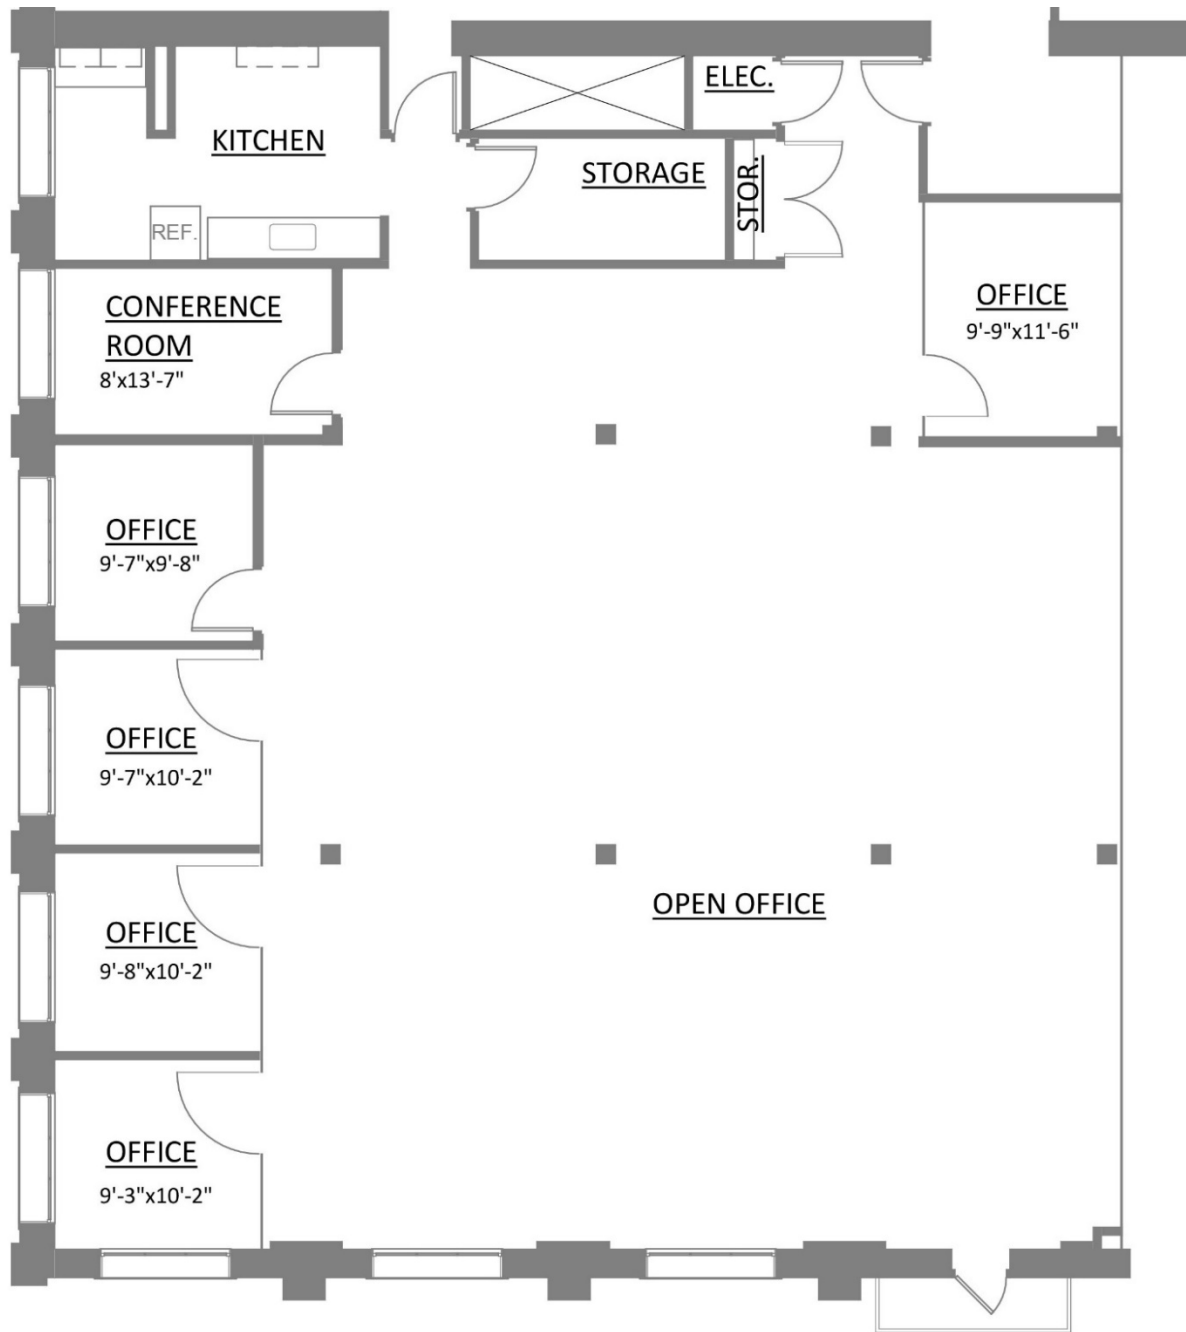 ELEC.
KITCHEN
STORAGE
STOR.
REF.
CONFERENCE
ROOM
8'x13'-7"
OFFICE
9'-9"x11'-6"
OFFICE
9'-7"x9'-8"
OFFICE
9'-7"x10'-2"
OPEN OFFICE
OFFICE
9'-8"x10'-2"
OFFICE
9'-3"x10'-2"